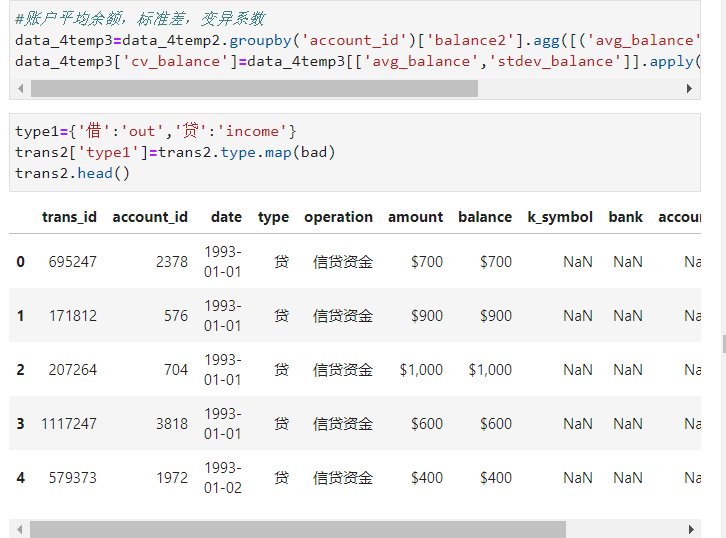 #账户平均余额，标准差，变异系数
data_4temp3=data_4temp2.groupby('account_id')['balance2'].agg([('avg_balance'
data_4temp3['cv_balance']=data_4temp3[['avg_balance','stdev_balance']].apply(
type1={'借':'out','贷':'income'}
trans2['type1']=trans2.type.map(bad)
trans2.head()
trans_id account_id date type operation amount balance k_symbol bank accour
0 695247 2378 1993-01-01 贷 信贷资金 $700 $700 NaN NaN Na
1 171812 576 1993-01-01 贷 信贷资金 $900 $900 NaN NaN Na
2 207264 704 1993-01-01 贷 信贷资金 $1,000 $1,000 NaN NaN Na
3 1117247 3818 1993-01-01 贷 信贷资金 $600 $600 NaN NaN Na
4 579373 1972 1993-01-02 贷 信贷资金 $400 $400 NaN NaN Na